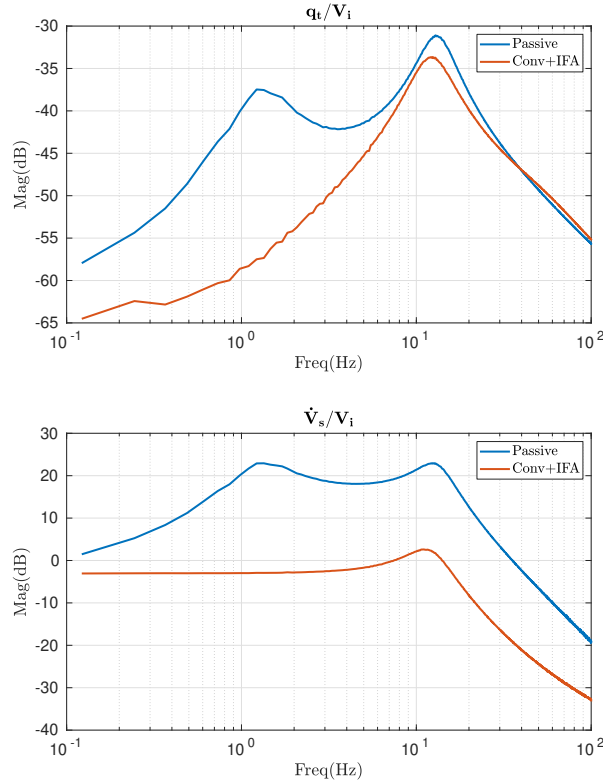 q_t/V_i
-30
-35
-40
-45
-50
-55
-60
-65
Mag(dB)
Passive
Conv+IFA
10^-1
10^0
10^1
10^2
Freq(Hz)
V̇_s/V_i
30
20
10
0
-10
-20
-30
-40
Mag(dB)
Passive
Conv+IFA
10^-1
10^0
10^1
10^2
Freq(Hz)